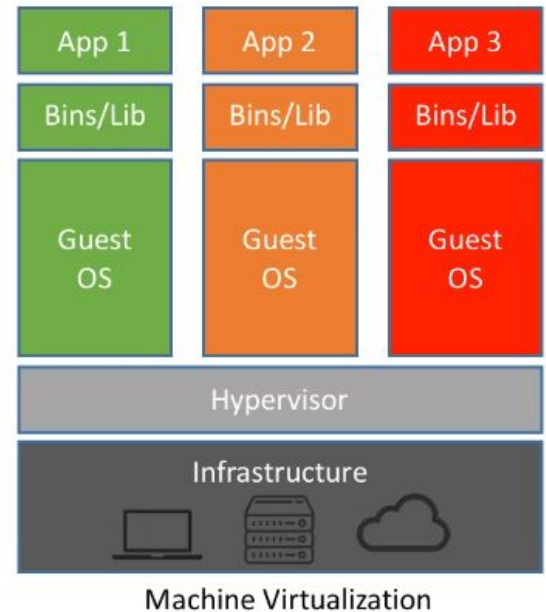 App 1
App 2
App 3
Bins/Lib
Bins/Lib
Bins/Lib
Guest
OS
Guest
OS
Guest
OS
Hypervisor
Infrastructure
Machine Virtualization